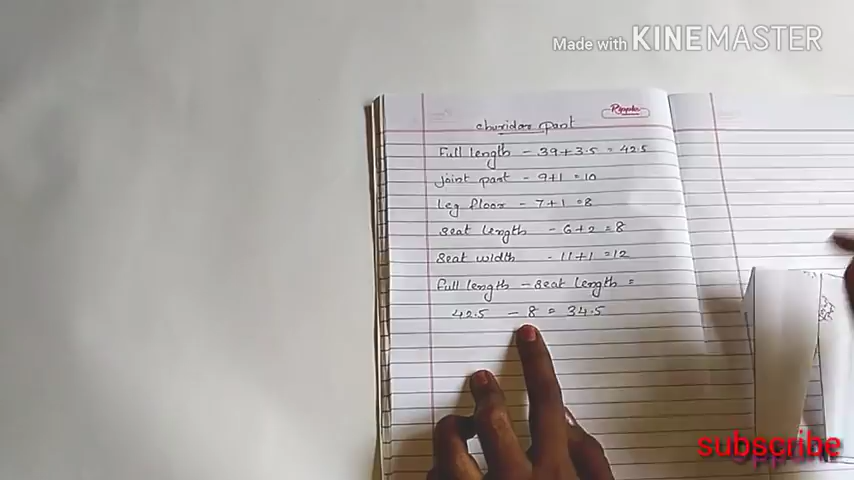 Made with KINEMASTER
Ripple
churidar pant
Full length - 39+3.5 = 42.5
joint part - 9+1 =10
Leg floor - 7+1 =8
seat length - 6+2 =8
seat width - 11+1 =12
full length - seat length =
42.5 - 8 = 34.5
subscribe